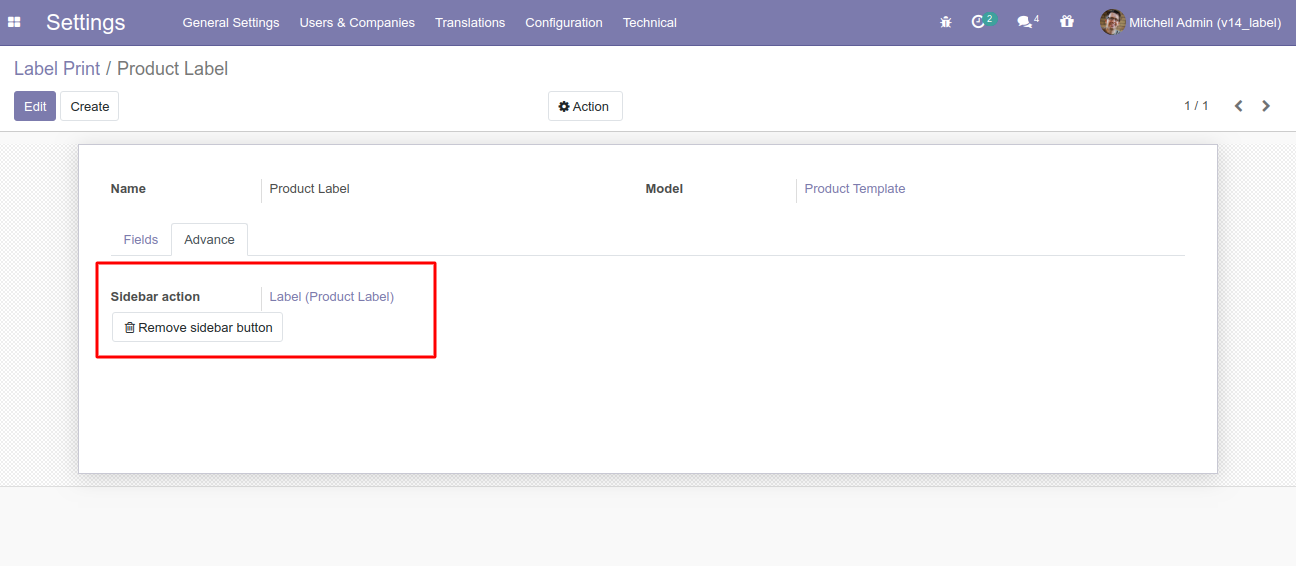 Settings General Settings Users & Companies Translations Configuration Technical 2 4 Mitchell Admin (v14_label)
Label Print / Product Label
Edit Create Action 1 / 1
Name Product Label Model Product Template
Fields Advance
Sidebar action Label (Product Label)
Remove sidebar button